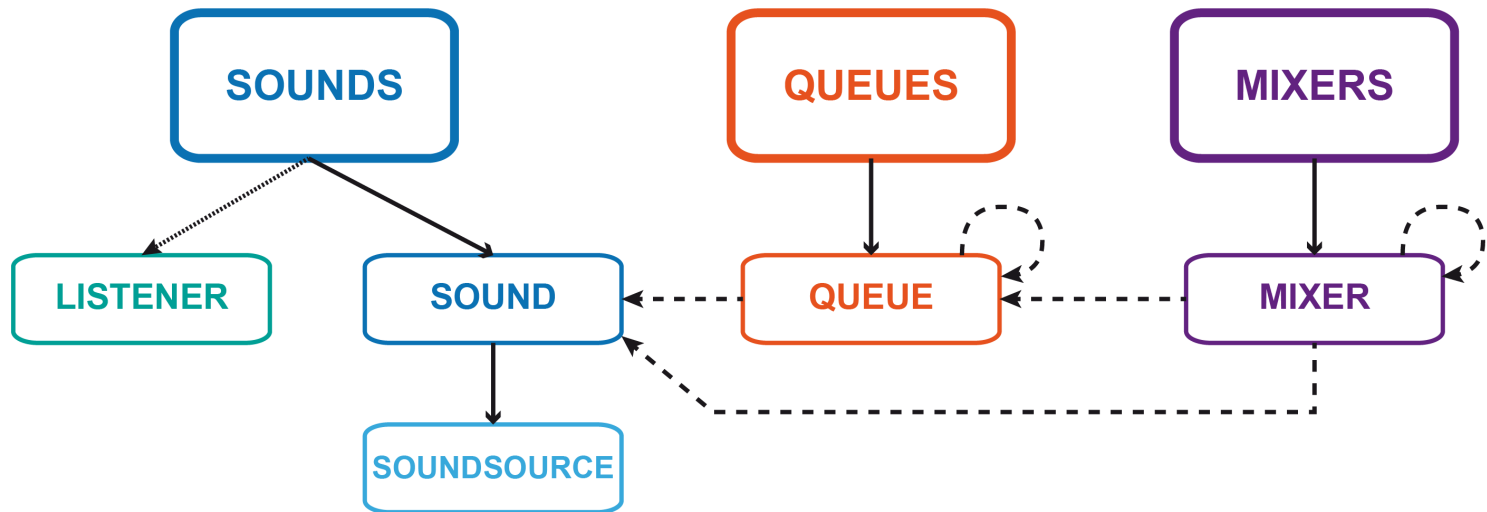 SOUNDS
QUEUES
MIXERS
LISTENER
SOUND
QUEUE
MIXER
SOUNDSOURCE